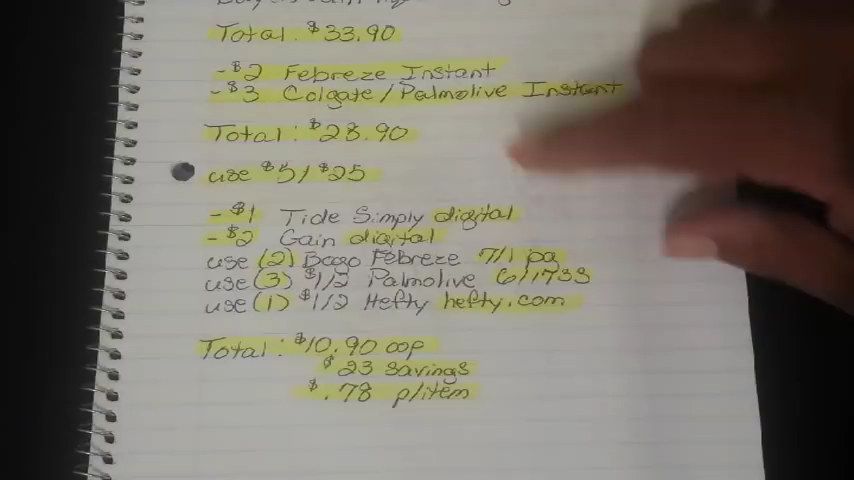 Total: $33.90
-$2 Febreze Instant
-$3 Colgate/Palmolive Instant
Total: $28.90
use $5/$25
-$1 Tide Simply digital
-$2 Gain digital
use (2) Bogo Febreze 7/1 pg
use (3) $1/2 Palmolive 6/17SS
use (1) $1/2 Hefty hefty.com
Total: $10.90 oop
$23 savings
$.78 p/item